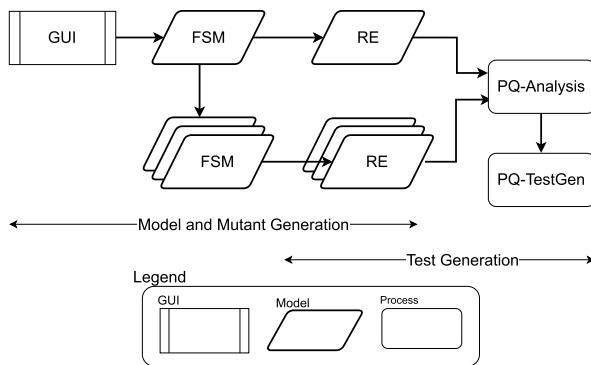 GUI
FSM
RE
PQ-Analysis
FSM
RE
PQ-TestGen
Model and Mutant Generation
Test Generation
Legend
GUI
Model
Process